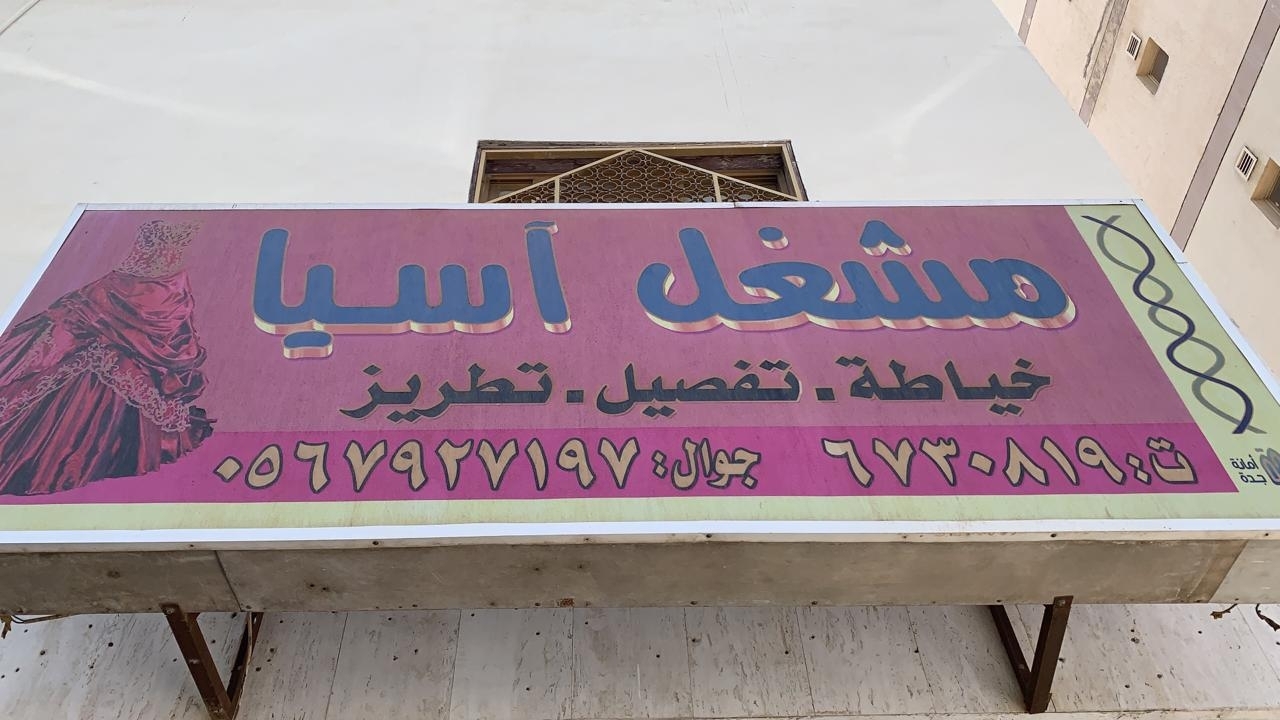 مشغل آسيا
خياطة . تفصيل . تطريز
ت: ٦٧٣٠٨١٩ جوال: ٠٥٦٧٩٢٧١٩٧
أمانة
جدة